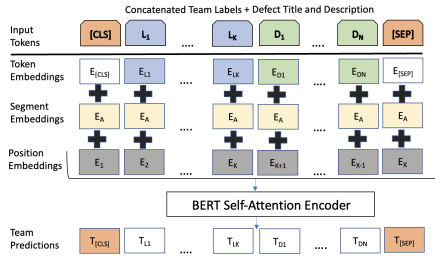 Concatenated Team Labels + Defect Title and Description
Input Tokens [CLS] L1 .... LK D1 .... DN [SEP]
Token Embeddings E[CLS] EL1 .... ELK ED1 .... EDN E[SEP]
Segment Embeddings EA EA .... EA EA .... EA EA
Position Embeddings E1 E2 .... EK EK+1 .... EX-1 EX
BERT Self-Attention Encoder
Team Predictions T[CLS] TL1 .... TLK TD1 .... TDN T[SEP]